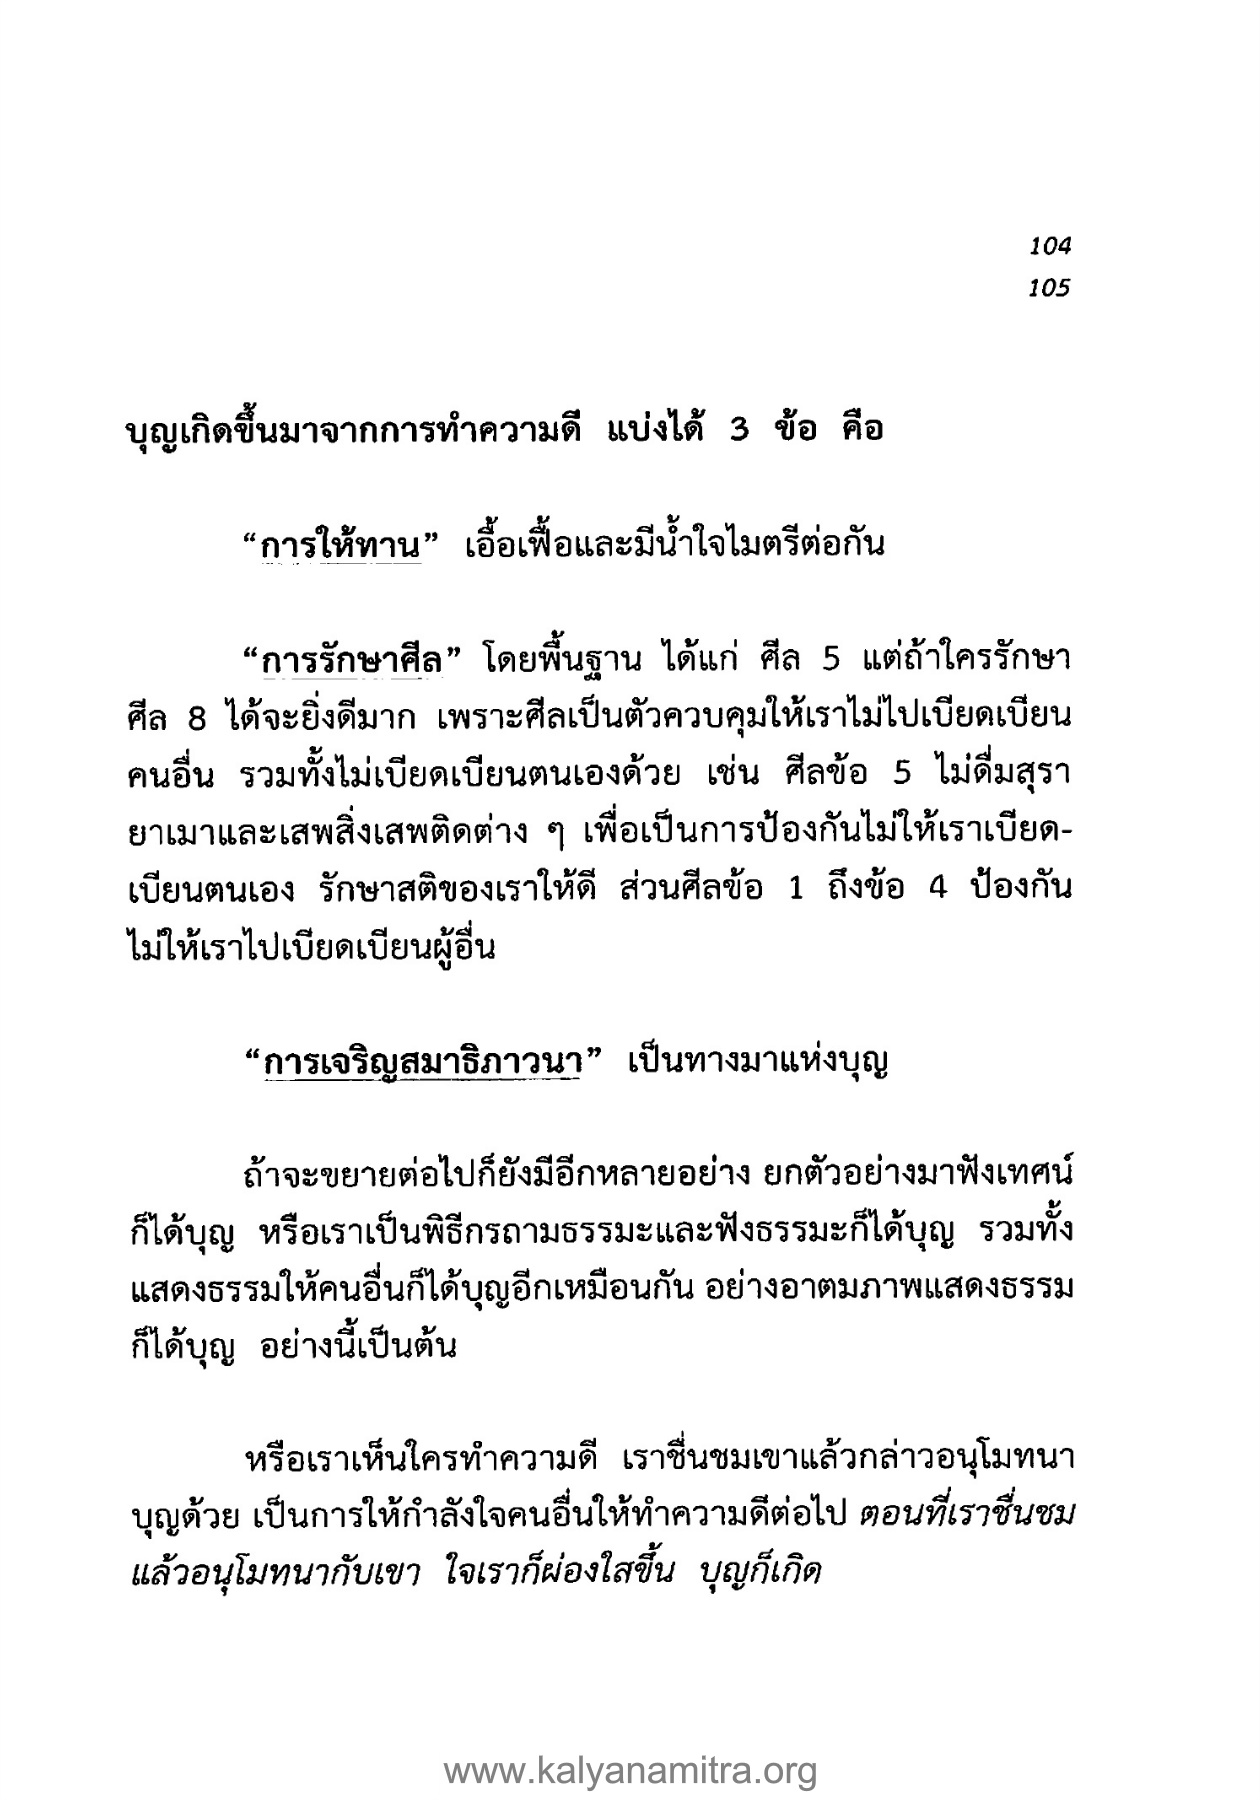 104
105
บุญเกิดขึ้นมาจากการทำความดี แบ่งได้ 3 ข้อ คือ
“การให้ทาน” เอื้อเฟื้อและมีน้ำใจไมตรีต่อกัน
“การรักษาศีล” โดยพื้นฐาน ได้แก่ ศีล 5 แต่ถ้าใครรักษา
ศีล 8 ได้จะยิ่งดีมาก เพราะศีลเป็นตัวควบคุมให้เราไม่ไปเบียดเบียน
คนอื่น รวมทั้งไม่เบียดเบียนตนเองด้วย เช่น ศีลข้อ 5 ไม่ดื่มสุรา
ยาเมาและเสพสิ่งเสพติดต่าง ๆ เพื่อเป็นการป้องกันไม่ให้เราเบียด-
เบียนตนเอง รักษาสติของเราให้ดี ส่วนศีลข้อ 1 ถึงข้อ 4 ป้องกัน
ไม่ให้เราไปเบียดเบียนผู้อื่น
“การเจริญสมาธิภาวนา” เป็นทางมาแห่งบุญ
ถ้าจะขยายต่อไปก็ยังมีอีกหลายอย่าง ยกตัวอย่างมาฟังเทศน์
ก็ได้บุญ หรือเราเป็นพิธีกรถามธรรมะและฟังธรรมะก็ได้บุญ รวมทั้ง
แสดงธรรมให้คนอื่นก็ได้บุญอีกเหมือนกัน อย่างอาตมภาพแสดงธรรม
ก็ได้บุญ อย่างนี้เป็นต้น
หรือเราเห็นใครทำความดี เราชื่นชมเขาแล้วกล่าวอนุโมทนา
บุญด้วย เป็นการให้กำลังใจคนอื่นให้ทำความดีต่อไป ตอนที่เราชื่นชม
แล้วอนุโมทนากับเขา ใจเราก็ผ่องใสขึ้น บุญก็เกิด
www.kalyanamitra.org